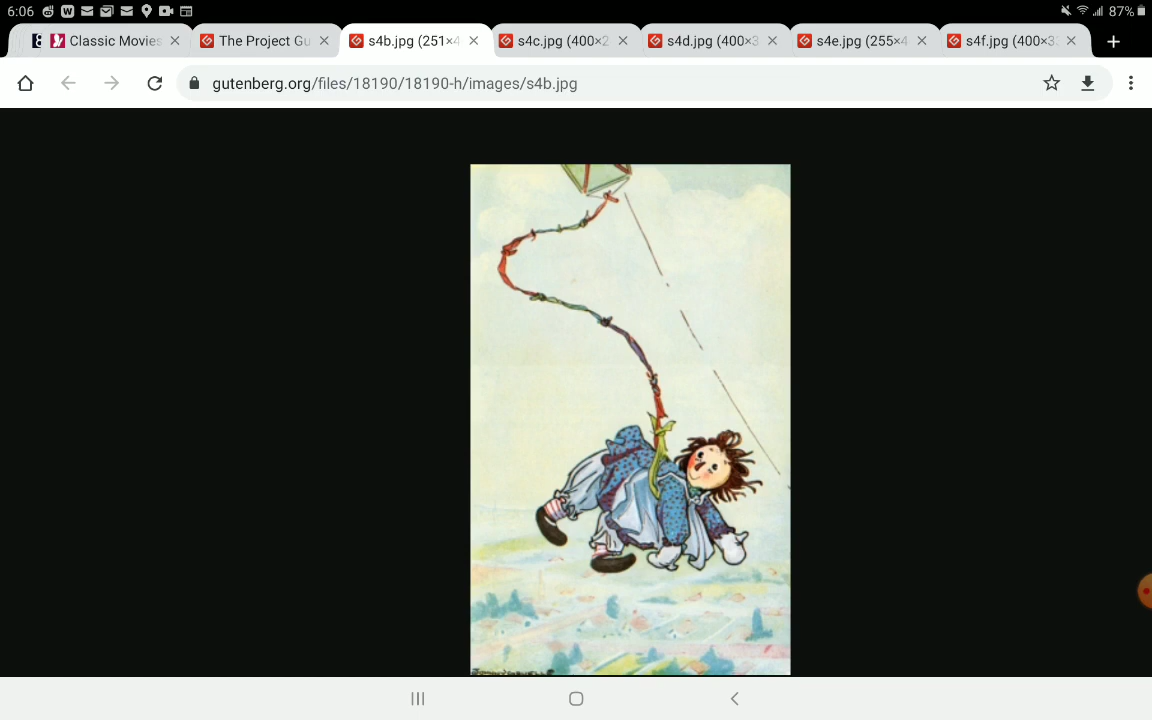 6:06 87%
Classic Movies The Project Gu s4b.jpg (251×4 s4c.jpg (400×2 s4d.jpg (400×3 s4e.jpg (255×4 s4f.jpg (400×3
gutenberg.org/files/18190/18190-h/images/s4b.jpg